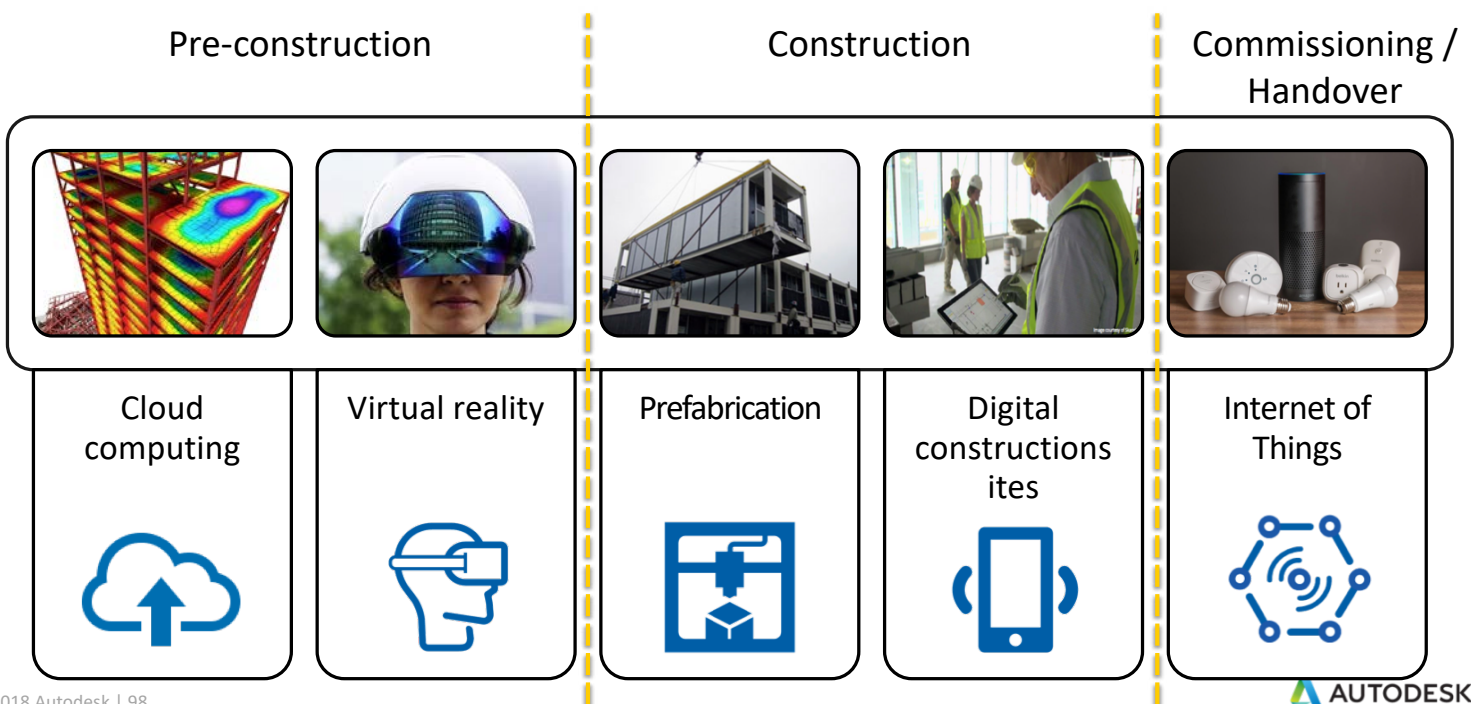 Pre-construction
Construction
Commissioning /
Handover
Cloud
computing
Virtual reality
Prefabrication
Digital
constructions
ites
Internet of
Things
018 Autodesk | 98
AUTODESK